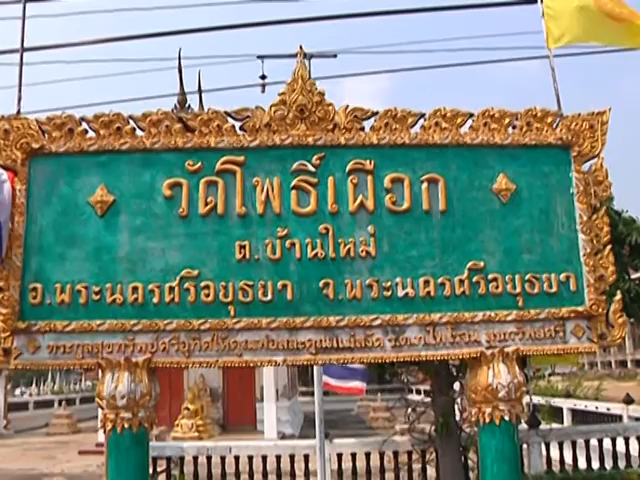 วัดโพธิ์เผือก
ต.บ้านใหม่
อ.พระนครศรีอยุธยา จ.พระนครศรีอยุธยา